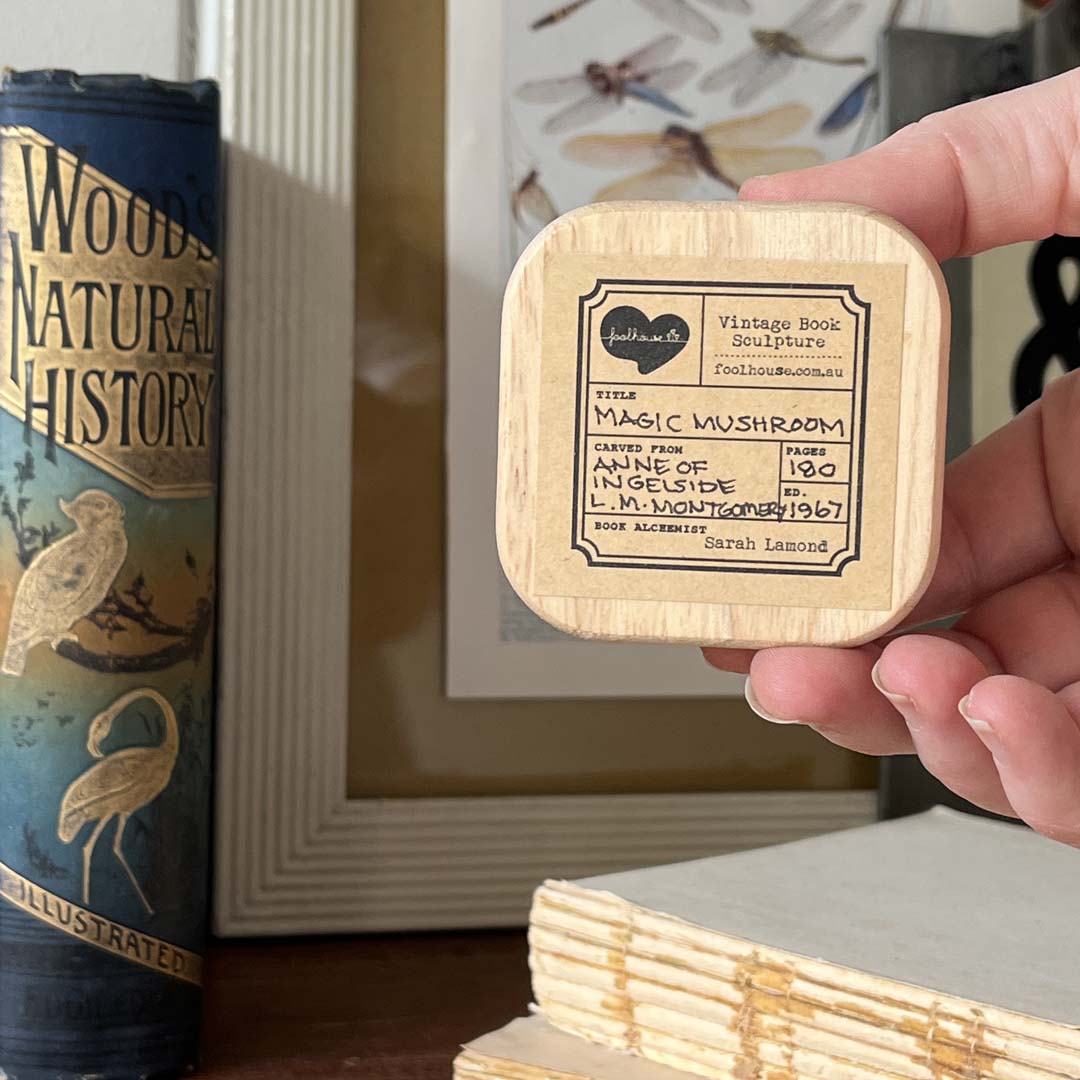 WOOD'S
NATURAL
HISTORY
ILLUSTRATED
foolhouse
Vintage Book
Sculpture
foolhouse.com.au
TITLE
MAGIC MUSHROOM
CARVED FROM
ANNE OF
INGELSIDE
L. M. MONTGOMERY
PAGES
180
ED.
1967
BOOK ALCHEMIST
Sarah Lamond
&